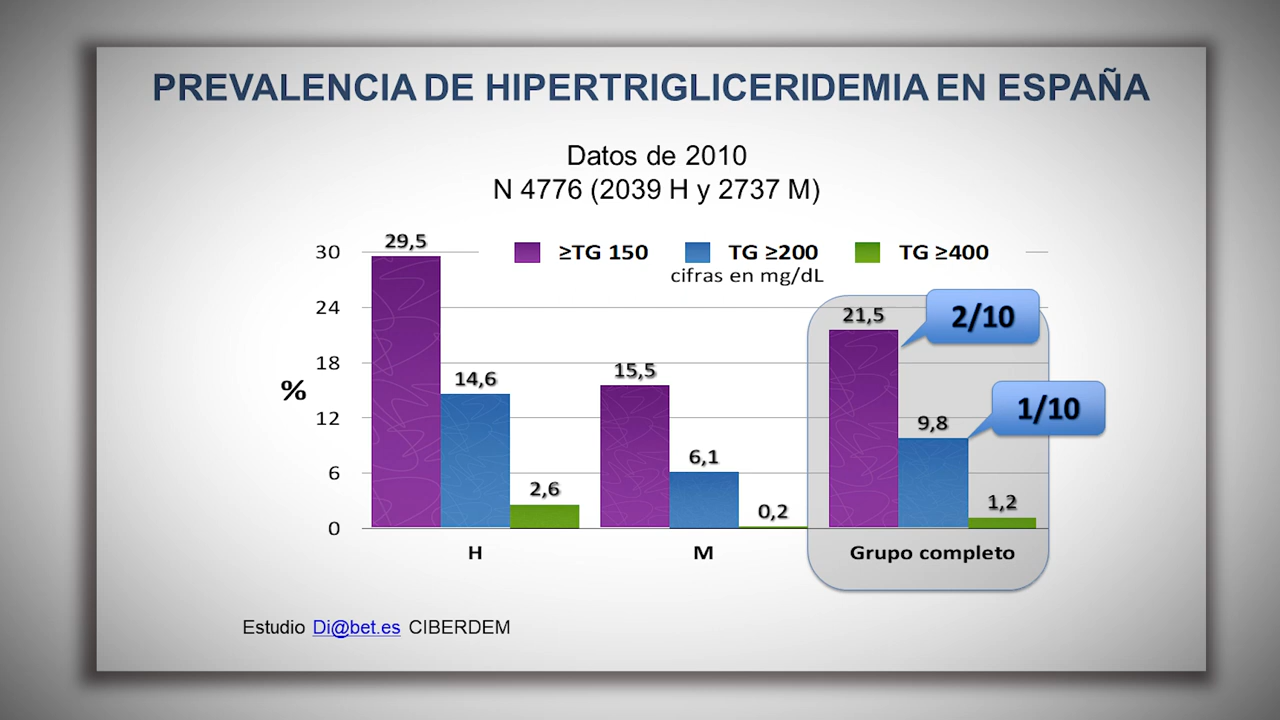 PREVALENCIA DE HIPERTRIGLICERIDEMIA EN ESPAÑA
Datos de 2010
N 4776 (2039 H y 2737 M)
≥TG 150 TG ≥200 TG ≥400
cifras en mg/dL
30
24
18
12
6
0
%
29,5
14,6
2,6
15,5
6,1
0,2
21,5
9,8
1,2
2/10
1/10
H M Grupo completo
Estudio Di@bet.es CIBERDEM